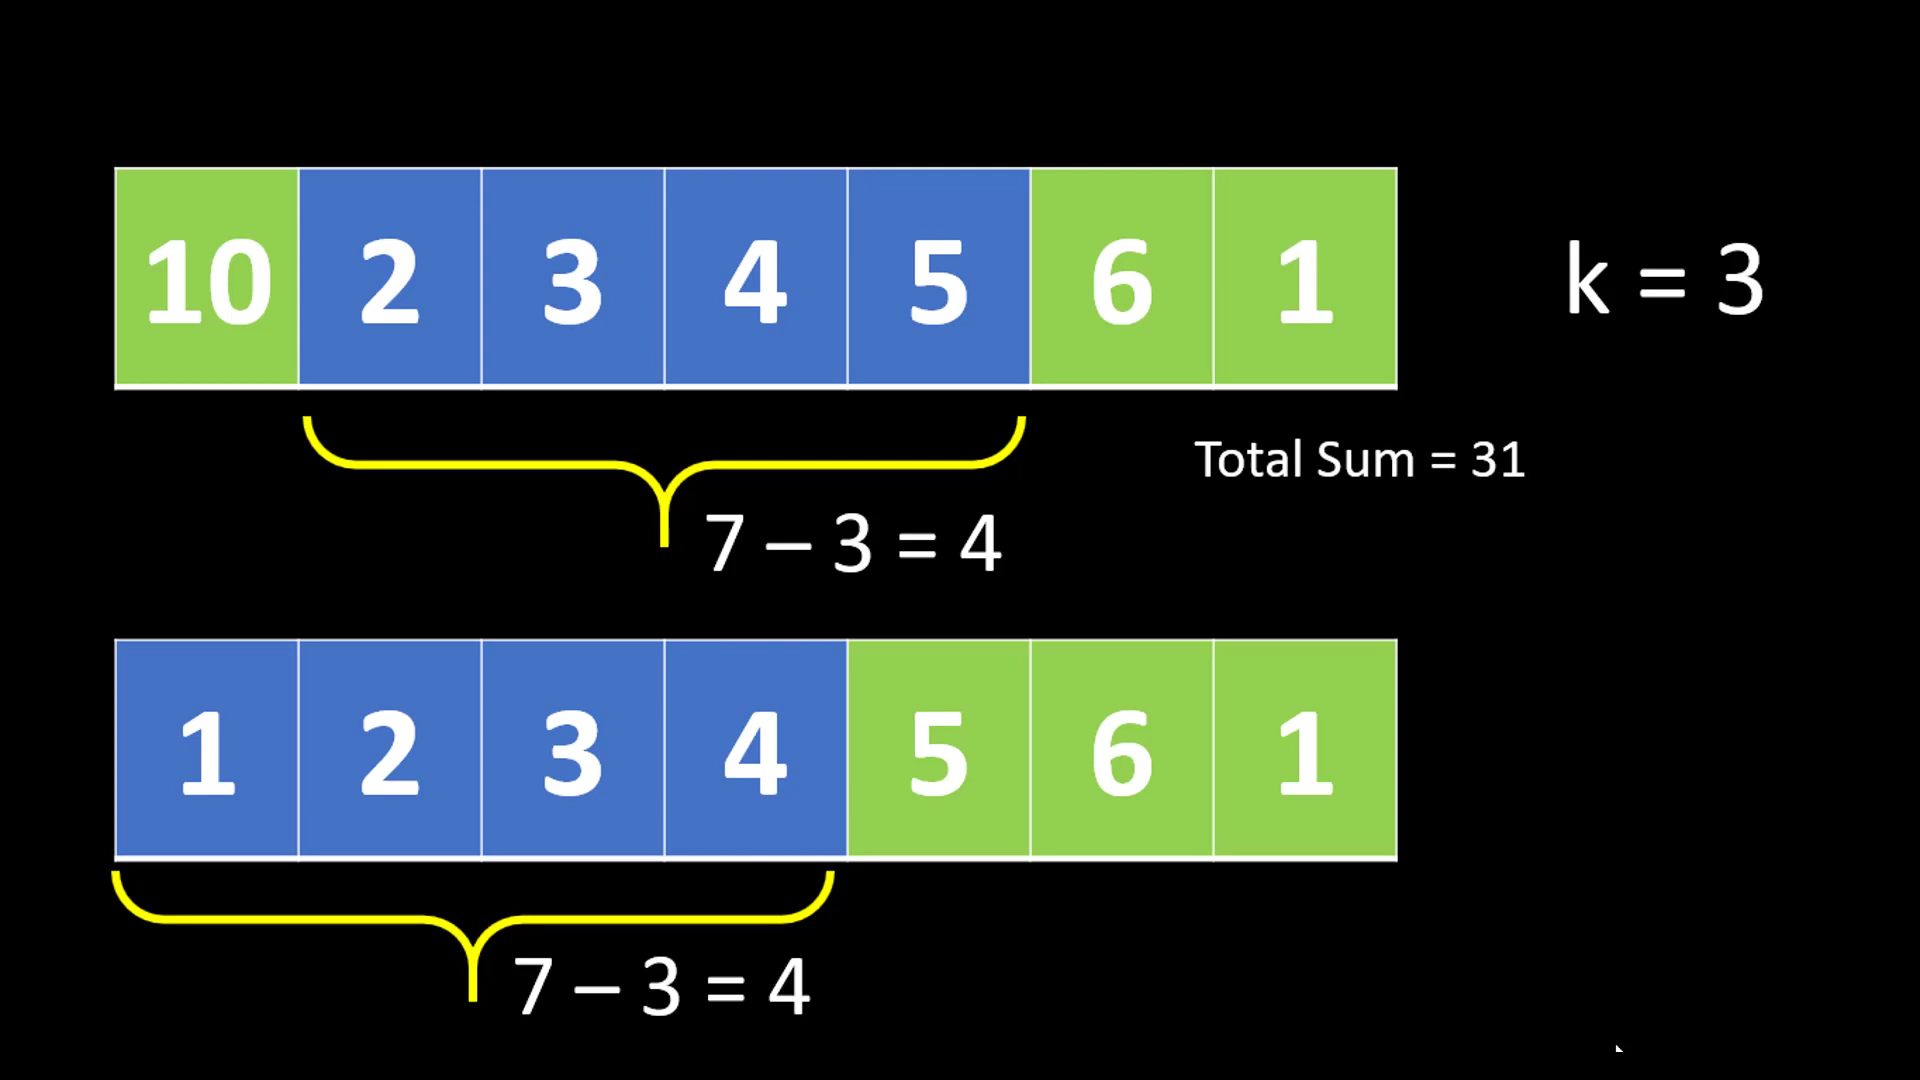 10 2 3 4 5 6 1
k = 3
Total Sum = 31
7 – 3 = 4
1 2 3 4 5 6 1
7 – 3 = 4